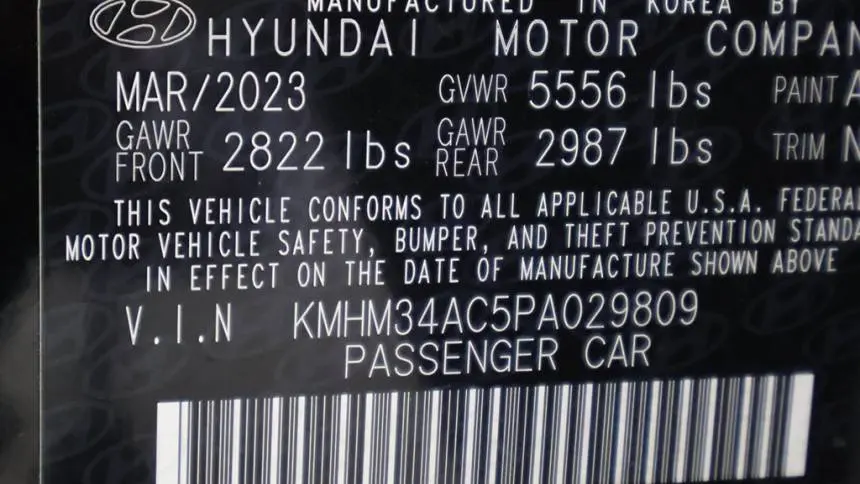 MANUFACTURED IN KOREA BY
HYUNDAI MOTOR COMPAN
MAR/2023 GVWR 5556 lbs PAINT A
GAWR FRONT 2822 lbs GAWR REAR 2987 lbs TRIM N
THIS VEHICLE CONFORMS TO ALL APPLICABLE U.S.A. FEDERA
MOTOR VEHICLE SAFETY, BUMPER, AND THEFT PREVENTION STANDA
IN EFFECT ON THE DATE OF MANUFACTURE SHOWN ABOVE
V.I.N KMHM34AC5PA029809
PASSENGER CAR